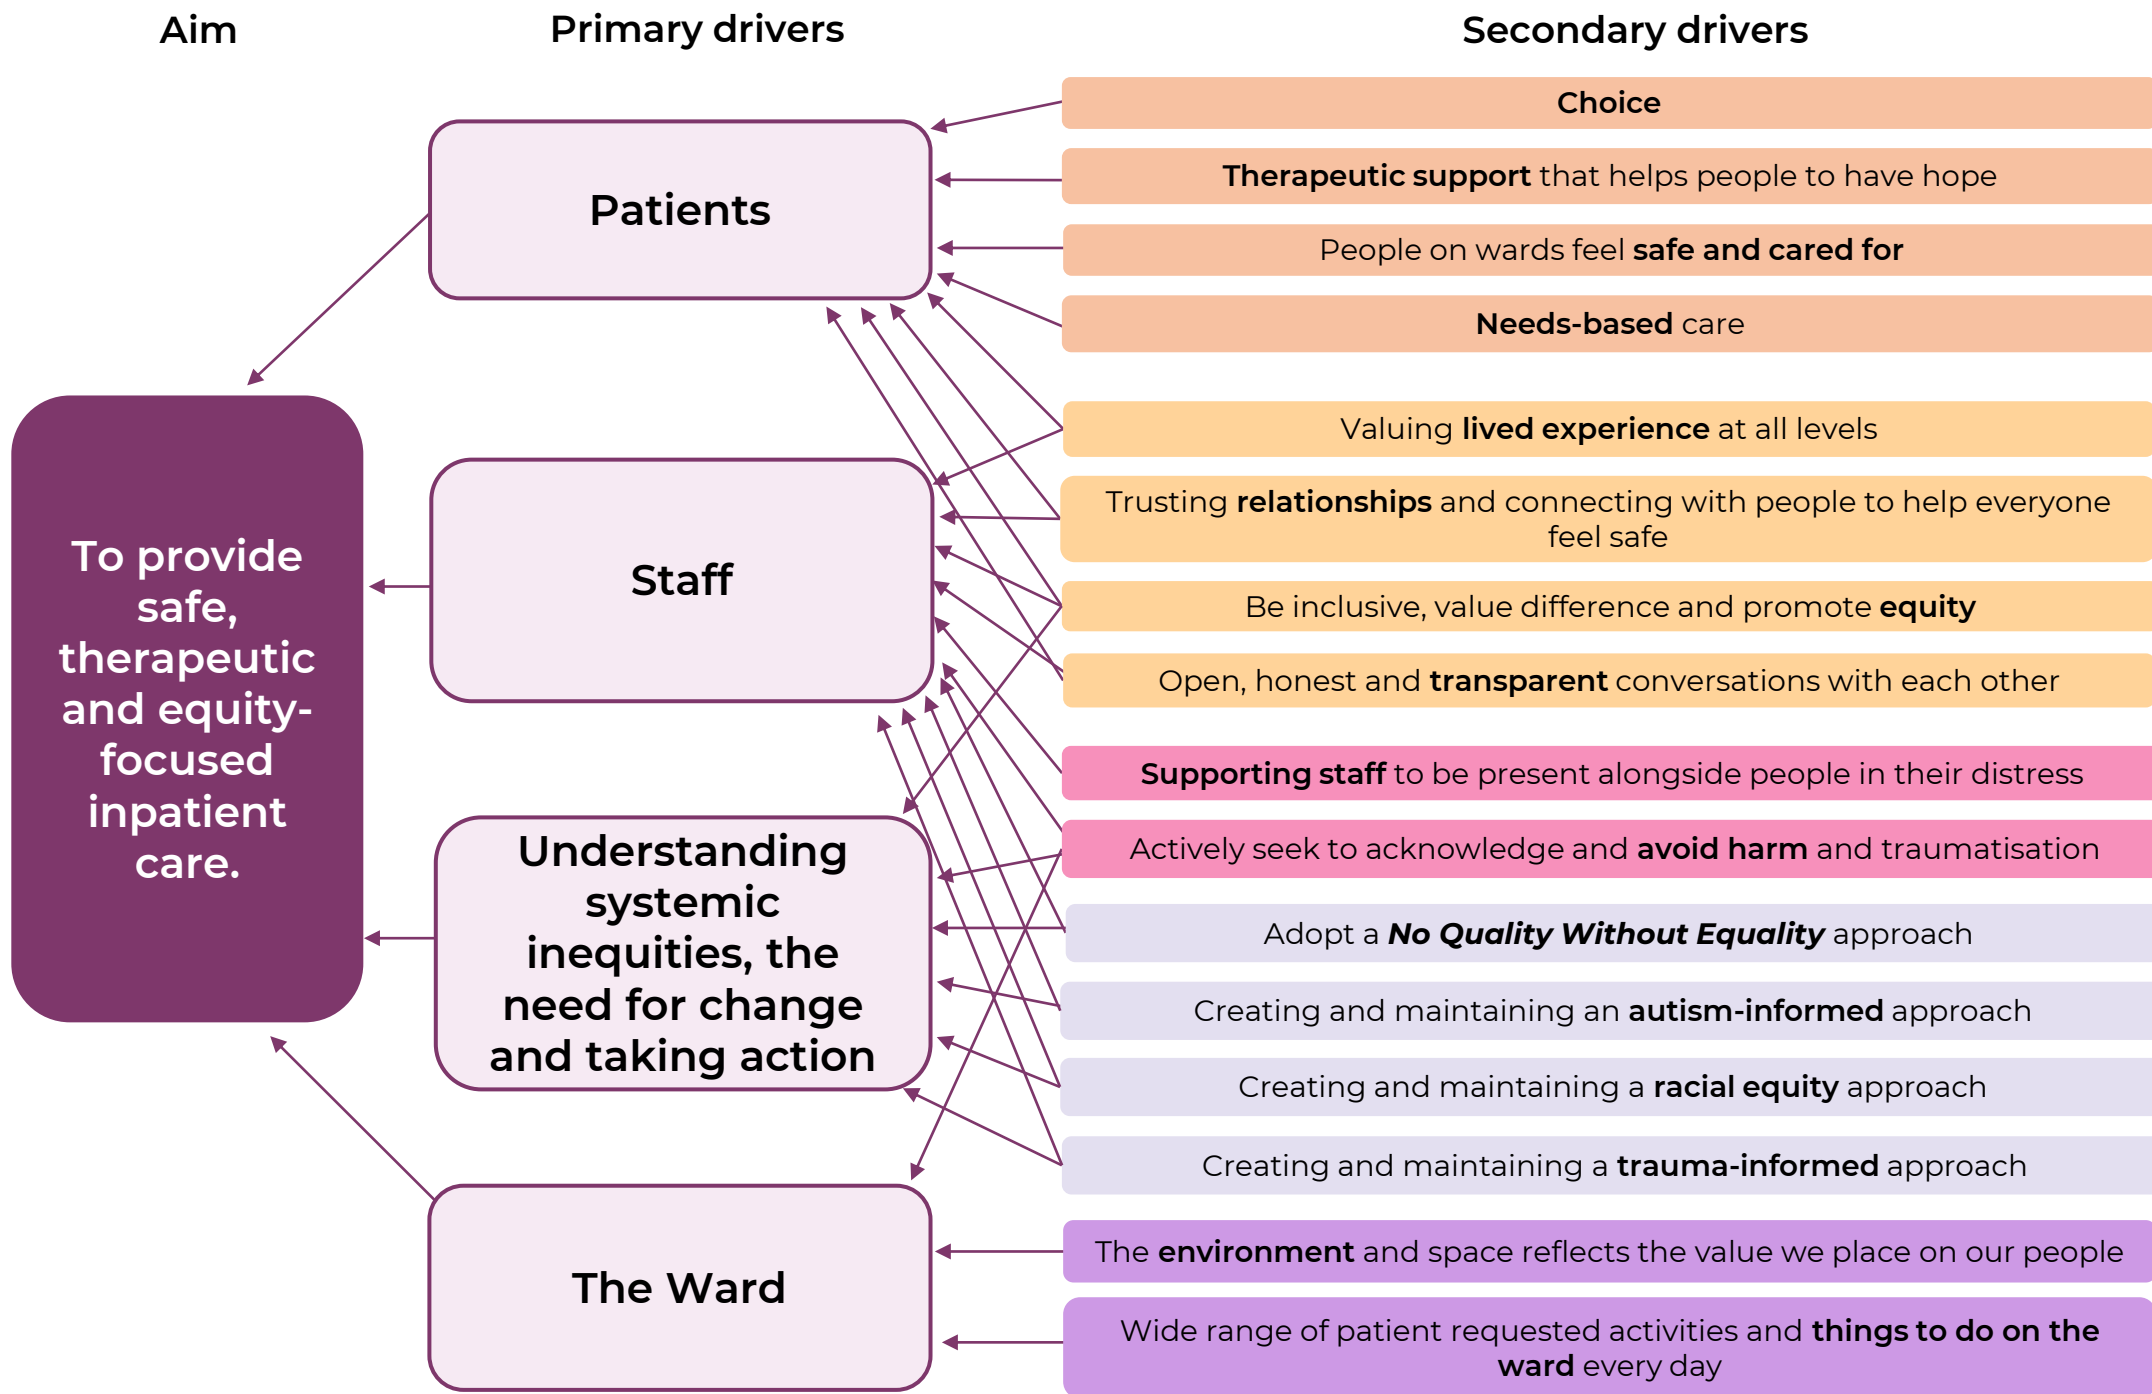 Aim
Primary drivers
Secondary drivers
To provide
safe,
therapeutic
and equity-
focused
inpatient
care.
Patients
Staff
Understanding
systemic
inequities, the
need for change
and taking action
The Ward
Choice
Therapeutic support that helps people to have hope
People on wards feel safe and cared for
Needs-based care
Valuing lived experience at all levels
Trusting relationships and connecting with people to help everyone
feel safe
Be inclusive, value difference and promote equity
Open, honest and transparent conversations with each other
Supporting staff to be present alongside people in their distress
Actively seek to acknowledge and avoid harm and traumatisation
Adopt a No Quality Without Equality approach
Creating and maintaining an autism-informed approach
Creating and maintaining a racial equity approach
Creating and maintaining a trauma-informed approach
The environment and space reflects the value we place on our people
Wide range of patient requested activities and things to do on the
ward every day